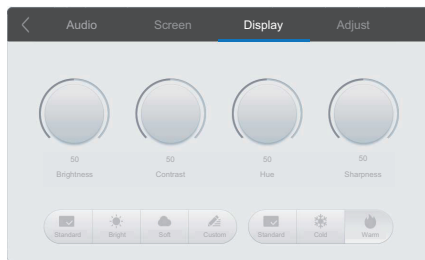 Audio Screen Display Adjust
50 50 50 50
Brightness Contrast Hue Sharpness
Standard Bright Soft Custom Standard Cold Warm